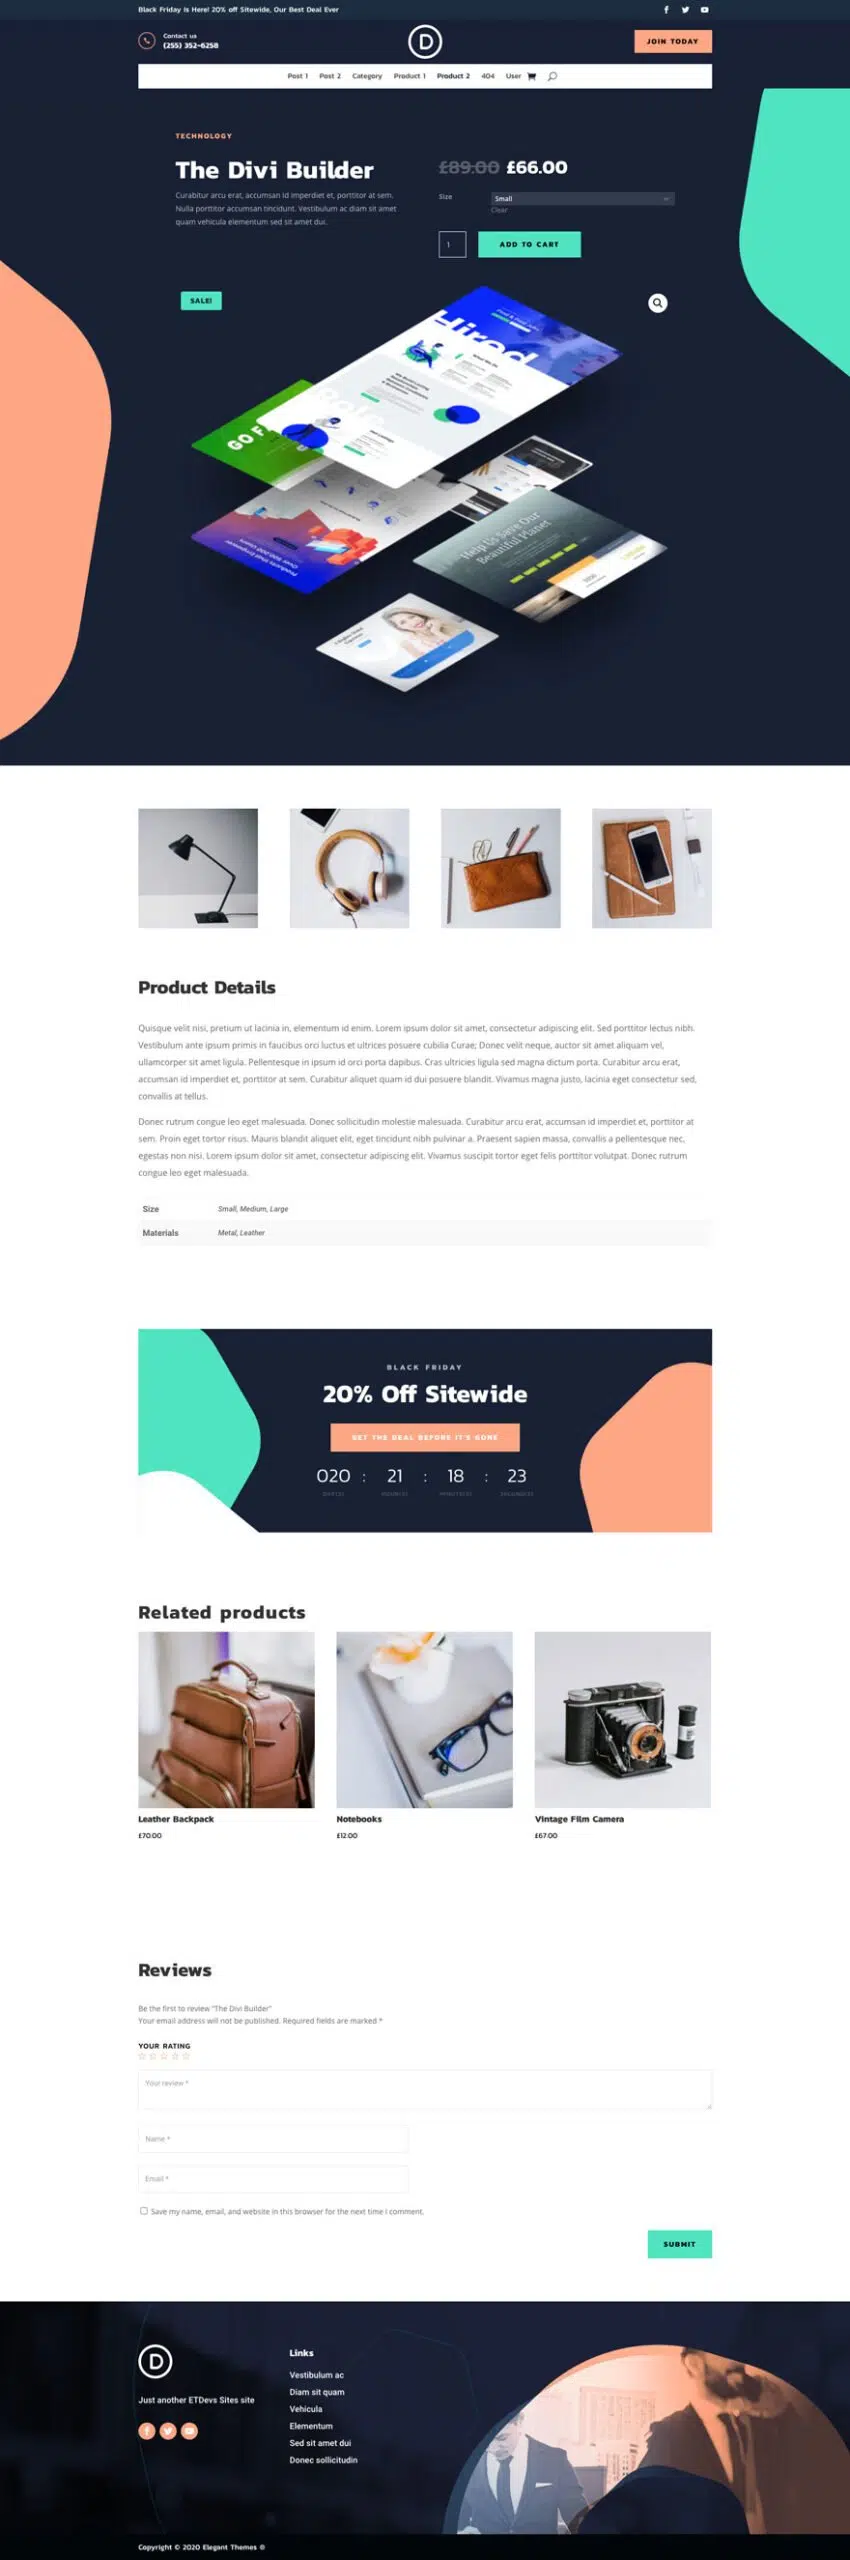 Black Friday is Here! 20% off Sitewide, Our Best Deal Ever
Contact us
(255) 352-6258
D
JOIN TODAY
Post 1 Post 2 Category Product 1 Product 2 404 User
TECHNOLOGY
The Divi Builder
Curabitur arcu erat, accumsan id imperdiet et, porttitor at sem.
Nulla porttitor accumsan tincidunt. Vestibulum ac diam sit amet
quam vehicula elementum sed sit amet dui.
£89.00 £66.00
Size
Small
Clear
1
ADD TO CART
SALE!
Hired
GO F
Help Us Save Our
Beautiful Planet
Product Details
Quisque velit nisi, pretium ut lacinia in, elementum id enim. Lorem ipsum dolor sit amet, consectetur adipiscing elit. Sed porttitor lectus nibh.
Vestibulum ante ipsum primis in faucibus orci luctus et ultrices posuere cubilia Curae; Donec velit neque, auctor sit amet aliquam vel,
ullamcorper sit amet ligula. Pellentesque in ipsum id orci porta dapibus. Cras ultricies ligula sed magna dictum porta. Curabitur arcu erat,
accumsan id imperdiet et, porttitor at sem. Curabitur aliquet quam id dui posuere blandit. Vivamus magna justo, lacinia eget consectetur sed,
convallis at tellus.
Donec rutrum congue leo eget malesuada. Donec sollicitudin molestie malesuada. Curabitur arcu erat, accumsan id imperdiet et, porttitor at
sem. Proin eget tortor risus. Mauris blandit aliquet elit, eget tincidunt nibh pulvinar a. Praesent sapien massa, convallis a pellentesque nec,
egestas non nisi. Lorem ipsum dolor sit amet, consectetur adipiscing elit. Vivamus suscipit tortor eget felis porttitor volutpat. Donec rutrum
congue leo eget malesuada.
Size Small, Medium, Large
Materials Metal, Leather
BLACK FRIDAY
20% Off Sitewide
GET THE DEAL BEFORE IT'S GONE
020 : 21 : 18 : 23
Related products
Leather Backpack
£70.00
Notebooks
£12.00
Vintage Film Camera
£67.00
Reviews
Be the first to review "The Divi Builder"
Your email address will not be published. Required fields are marked *
YOUR RATING
Your review *
Name *
Email *
Save my name, email, and website in this browser for the next time I comment.
SUBMIT
D
Just another ETDevs Sites site
Links
Vestibulum ac
Diam sit quam
Vehicula
Elementum
Sed sit amet dui
Donec sollicitudin
Copyright © 2020 Elegant Themes ®